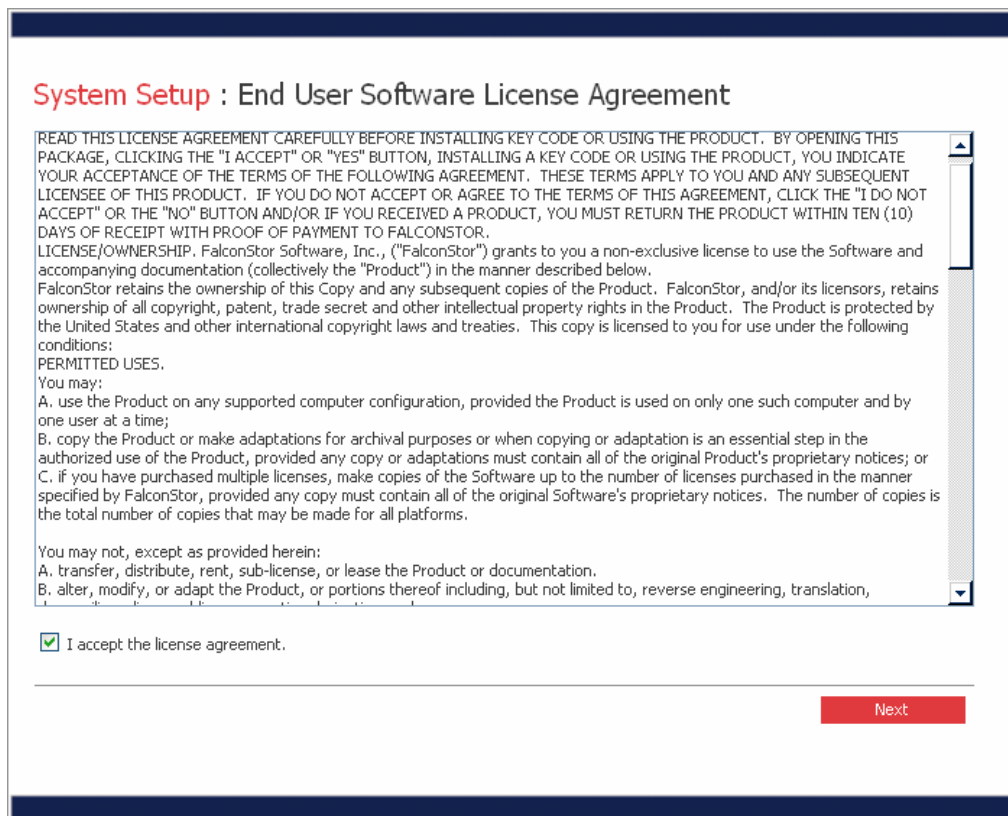 System Setup : End User Software License Agreement
READ THIS LICENSE AGREEMENT CAREFULLY BEFORE INSTALLING KEY CODE OR USING THE PRODUCT.  BY OPENING THIS
PACKAGE, CLICKING THE "I ACCEPT" OR "YES" BUTTON, INSTALLING A KEY CODE OR USING THE PRODUCT, YOU INDICATE
YOUR ACCEPTANCE OF THE TERMS OF THE FOLLOWING AGREEMENT.  THESE TERMS APPLY TO YOU AND ANY SUBSEQUENT
LICENSEE OF THIS PRODUCT.  IF YOU DO NOT ACCEPT OR AGREE TO THE TERMS OF THIS AGREEMENT, CLICK THE "I DO NOT
ACCEPT" OR THE "NO" BUTTON AND/OR IF YOU RECEIVED A PRODUCT, YOU MUST RETURN THE PRODUCT WITHIN TEN (10)
DAYS OF RECEIPT WITH PROOF OF PAYMENT TO FALCONSTOR.
LICENSE/OWNERSHIP. FalconStor Software, Inc., ("FalconStor") grants to you a non-exclusive license to use the Software and
accompanying documentation (collectively the "Product") in the manner described below.
FalconStor retains the ownership of this Copy and any subsequent copies of the Product.  FalconStor, and/or its licensors, retains
ownership of all copyright, patent, trade secret and other intellectual property rights in the Product.  The Product is protected by
the United States and other international copyright laws and treaties.  This copy is licensed to you for use under the following
conditions:
PERMITTED USES.
You may:
A. use the Product on any supported computer configuration, provided the Product is used on only one such computer and by
one user at a time;
B. copy the Product or make adaptations for archival purposes or when copying or adaptation is an essential step in the
authorized use of the Product, provided any copy or adaptations must contain all of the original Product's proprietary notices; or
C. if you have purchased multiple licenses, make copies of the Software up to the number of licenses purchased in the manner
specified by FalconStor, provided any copy must contain all of the original Software's proprietary notices.  The number of copies is
the total number of copies that may be made for all platforms.
You may not, except as provided herein:
A. transfer, distribute, rent, sub-license, or lease the Product or documentation.
B. alter, modify, or adapt the Product, or portions thereof including, but not limited to, reverse engineering, translation,
I accept the license agreement.
Next